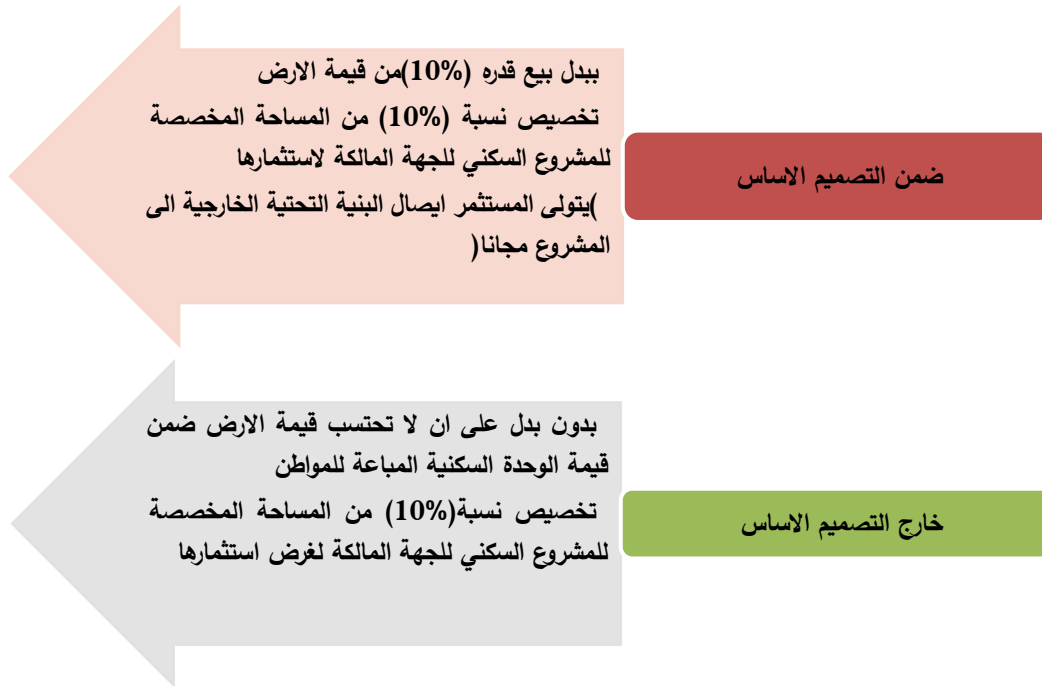 ضمن التصميم الاساس
ببدل بيع قدره (10%)من قيمة الارض
تخصيص نسبة (10%) من المساحة المخصصة
للمشروع السكني للجهة المالكة لاستثمارها
)يتولى المستثمر ايصال البنية التحتية الخارجية الى
المشروع مجانا(
خارج التصميم الاساس
بدون بدل على ان لا تحتسب قيمة الارض ضمن
قيمة الوحدة السكنية المباعة للمواطن
تخصيص نسبة(10%) من المساحة المخصصة
للمشروع السكني للجهة المالكة لغرض استثمارها